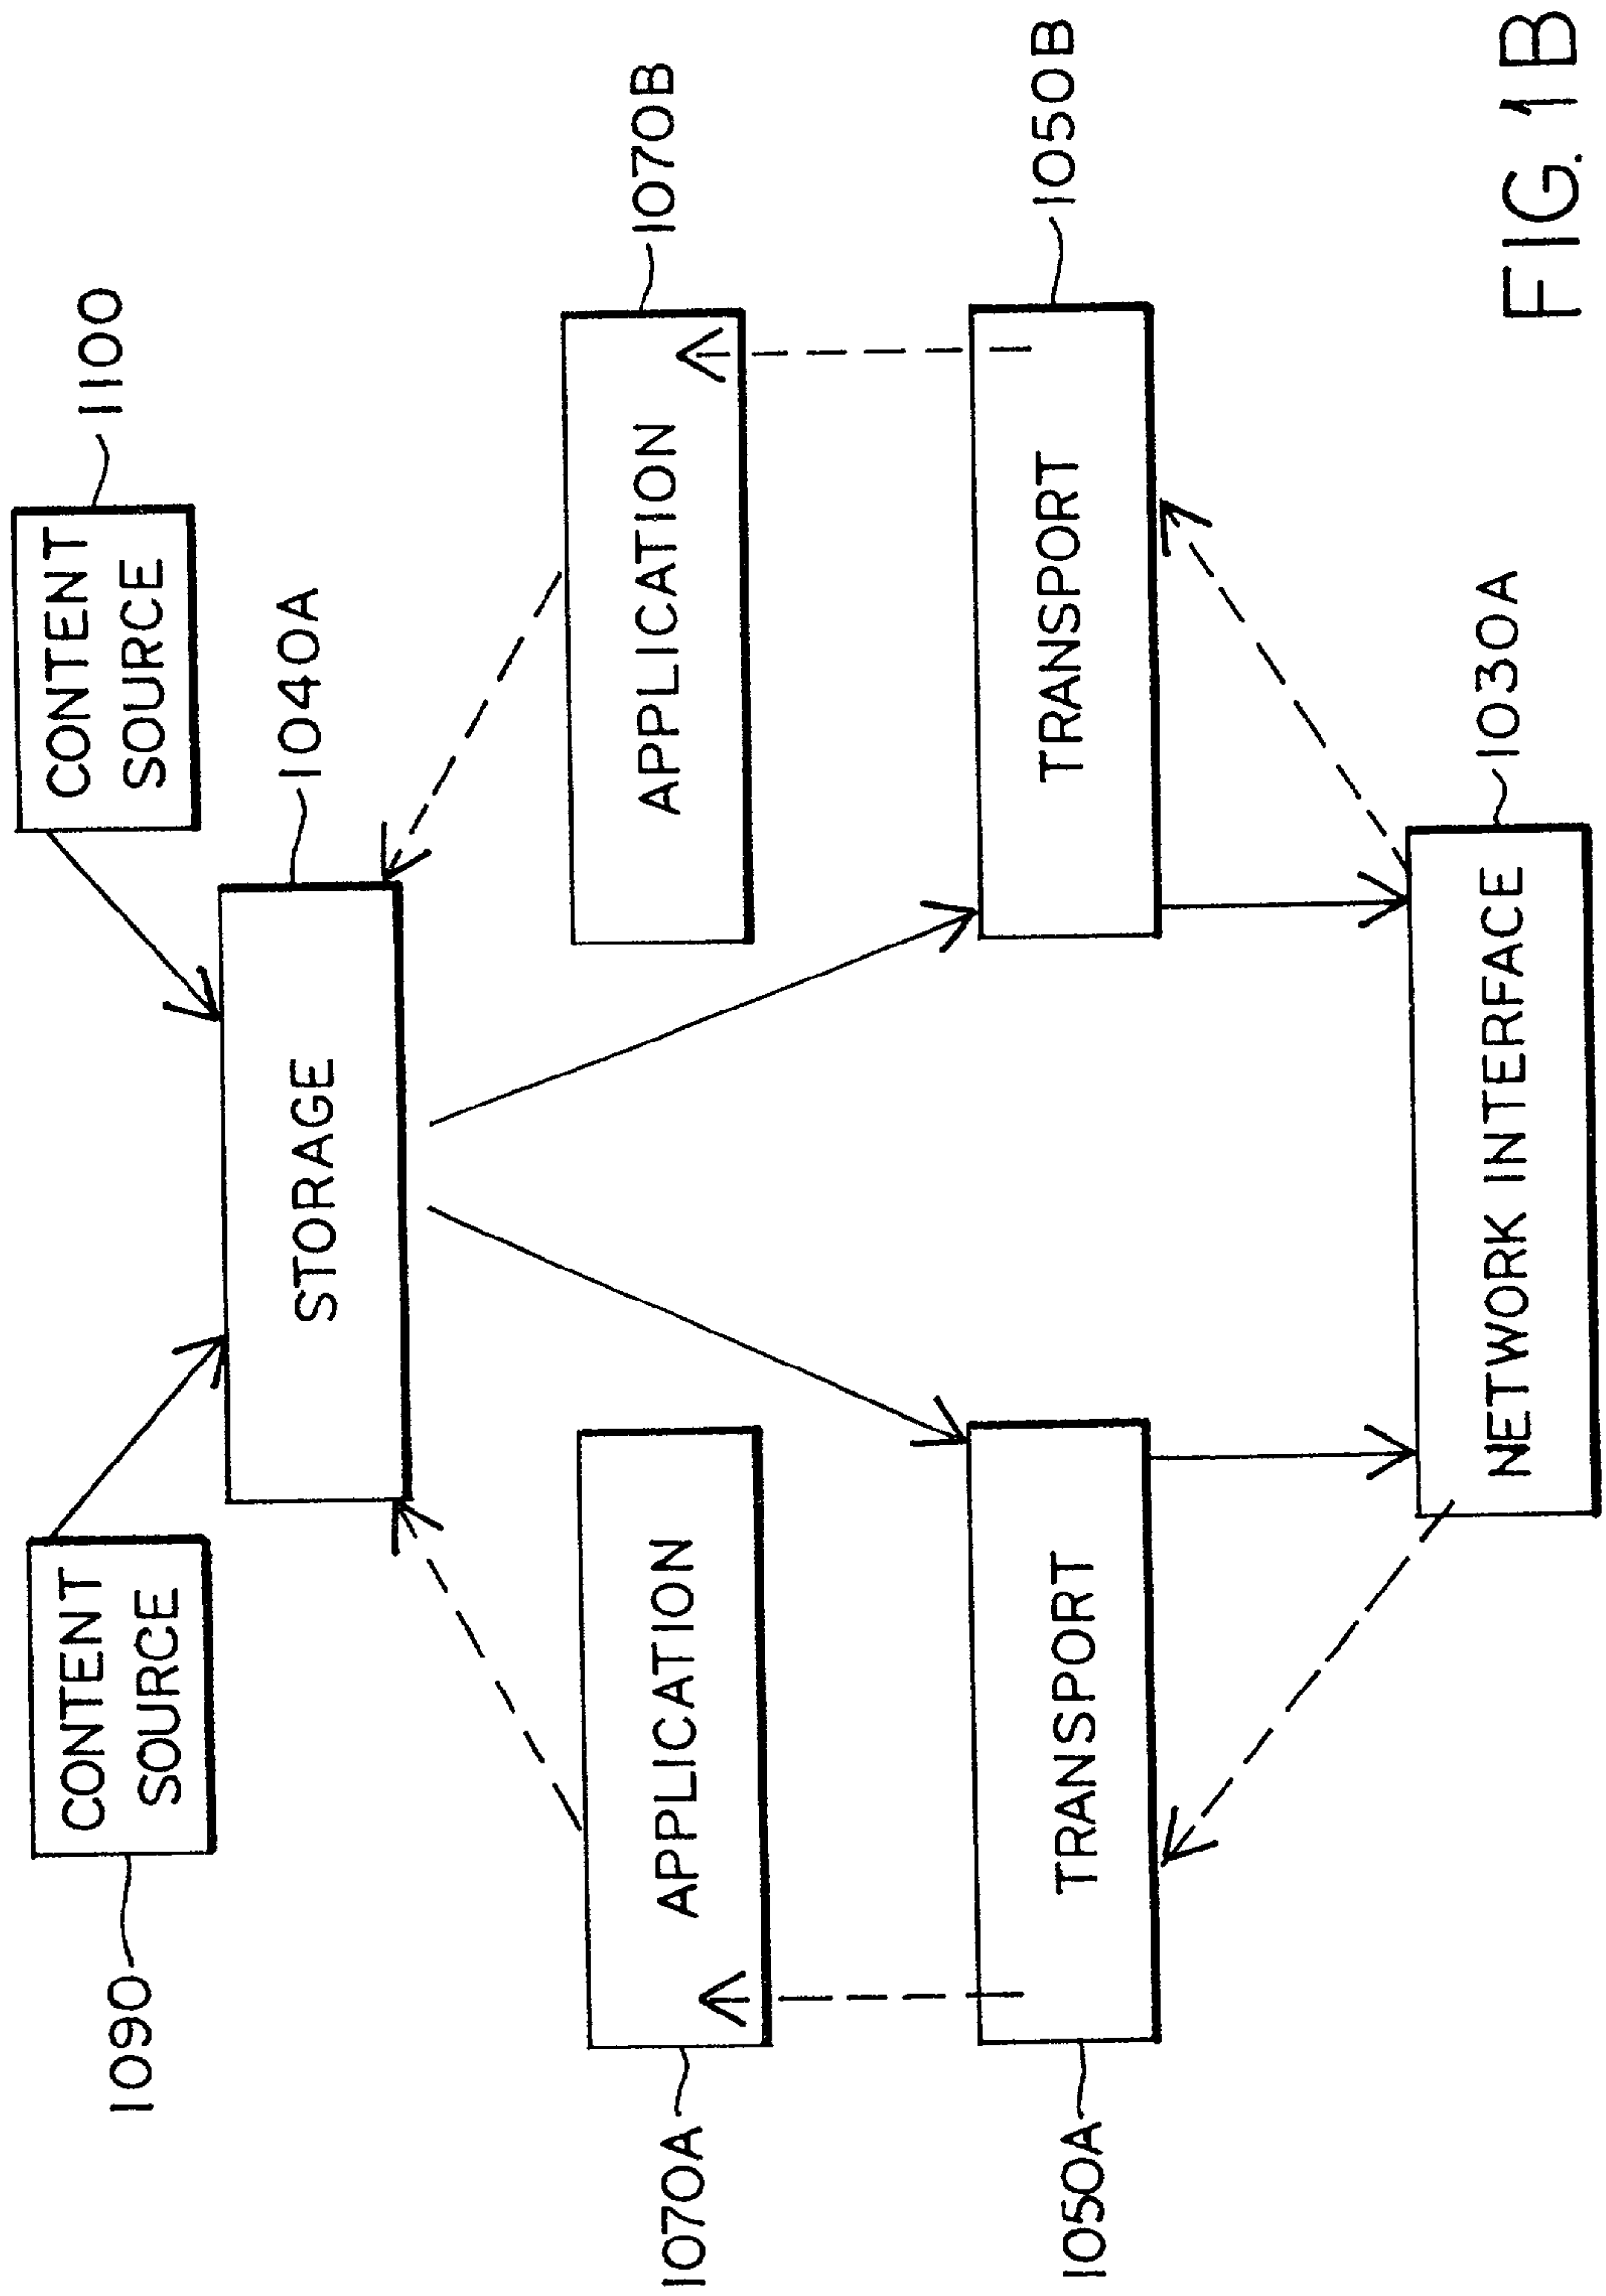 1090
CONTENT
SOURCE
CONTENT
SOURCE
1100
STORAGE
1040A
1070A
APPLICATION
APPLICATION
1070B
1050A
TRANSPORT
TRANSPORT
1050B
NETWORK INTERFACE
1030A
FIG. 1B